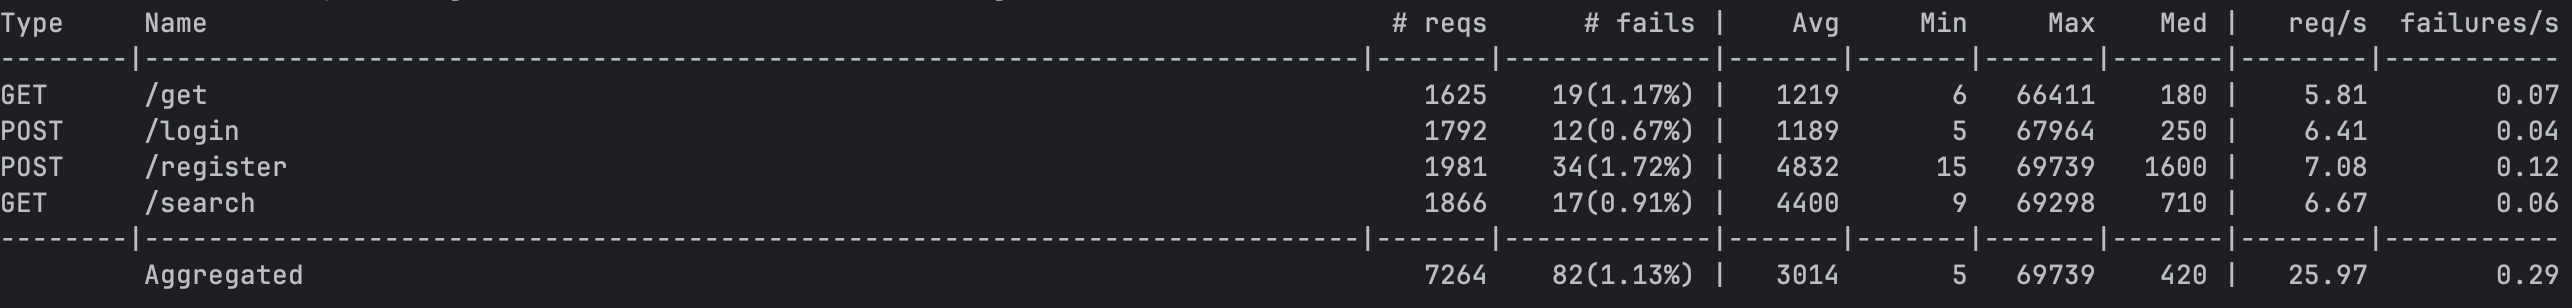 Type Name # reqs # fails | Avg Min Max Med | req/s failures/s
--------|----------------------------------------------------------------------------|-------|-------------|-------|-------|-------|-------|--------|-----------
GET /get 1625 19(1.17%) | 1219 6 66411 180 | 5.81 0.07
POST /login 1792 12(0.67%) | 1189 5 67964 250 | 6.41 0.04
POST /register 1981 34(1.72%) | 4832 15 69739 1600 | 7.08 0.12
GET /search 1866 17(0.91%) | 4400 9 69298 710 | 6.67 0.06
--------|----------------------------------------------------------------------------|-------|-------------|-------|-------|-------|-------|--------|-----------
Aggregated 7264 82(1.13%) | 3014 5 69739 420 | 25.97 0.29